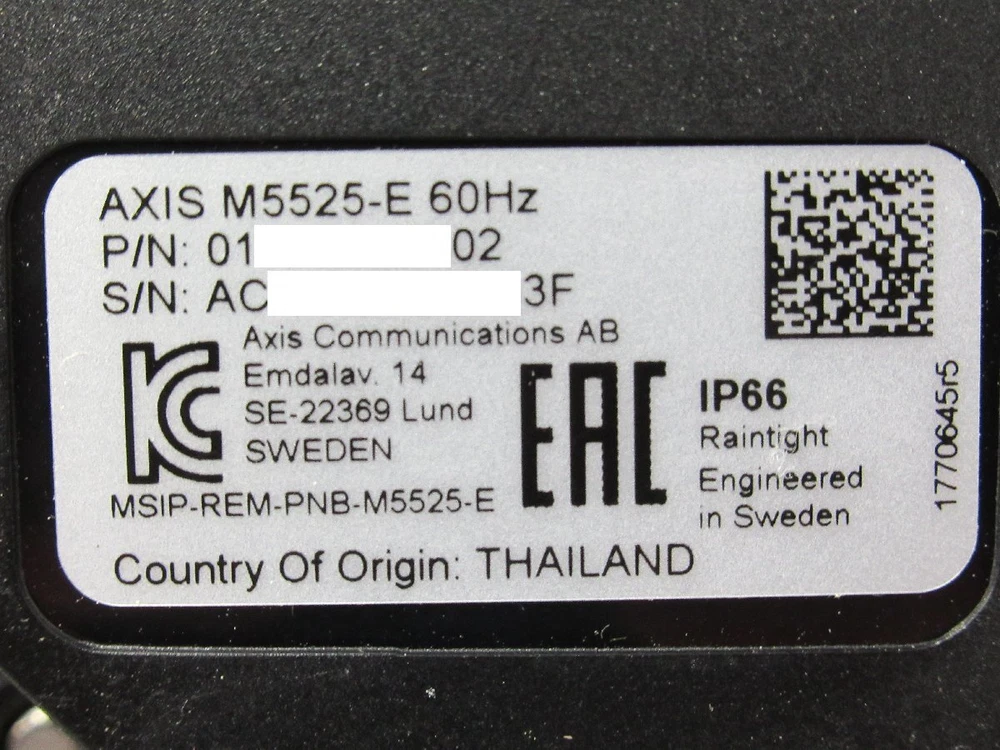 AXIS M5525-E 60Hz
P/N: 01 02
S/N: AC 3F
Axis Communications AB
Emdalav. 14
SE-22369 Lund
SWEDEN
MSIP-REM-PNB-M5525-E
EAC
IP66
Raintight
Engineered
in Sweden
1770645r5
Country Of Origin: THAILAND